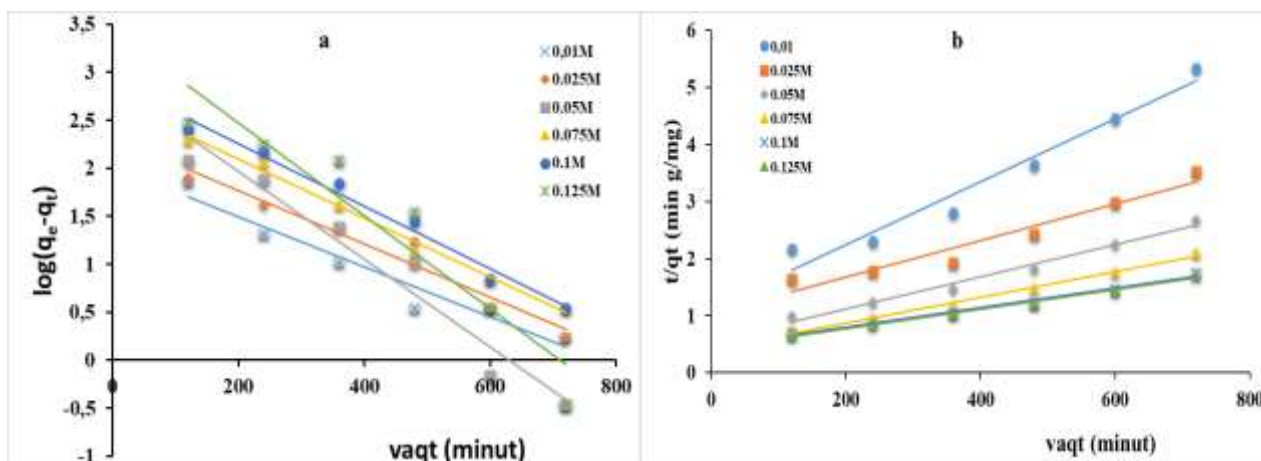 a
3,5
3
2,5
2
1,5
1
0,5
0
-0,5
-1
0
200
400
600
800
log(qe-qt)
vaqt (minut)
0,01M
0.025M
0.05M
0.075M
0.1M
0.125M
b
6
5
4
3
2
1
0
0
200
400
600
800
t/qt (min g/mg)
vaqt (minut)
0,01
0.025M
0.05M
0.075M
0.1M
0.125M